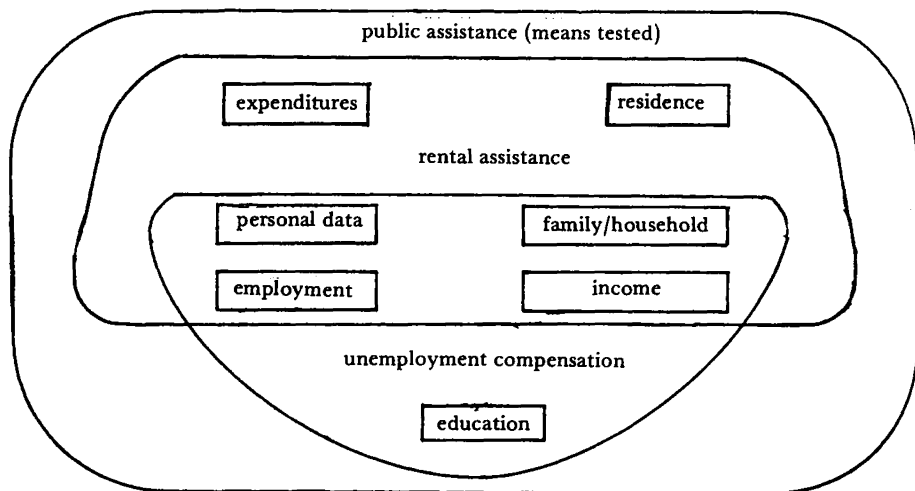 public assistance (means tested)
expenditures
residence
rental assistance
personal data
family/household
employment
income
unemployment compensation
education